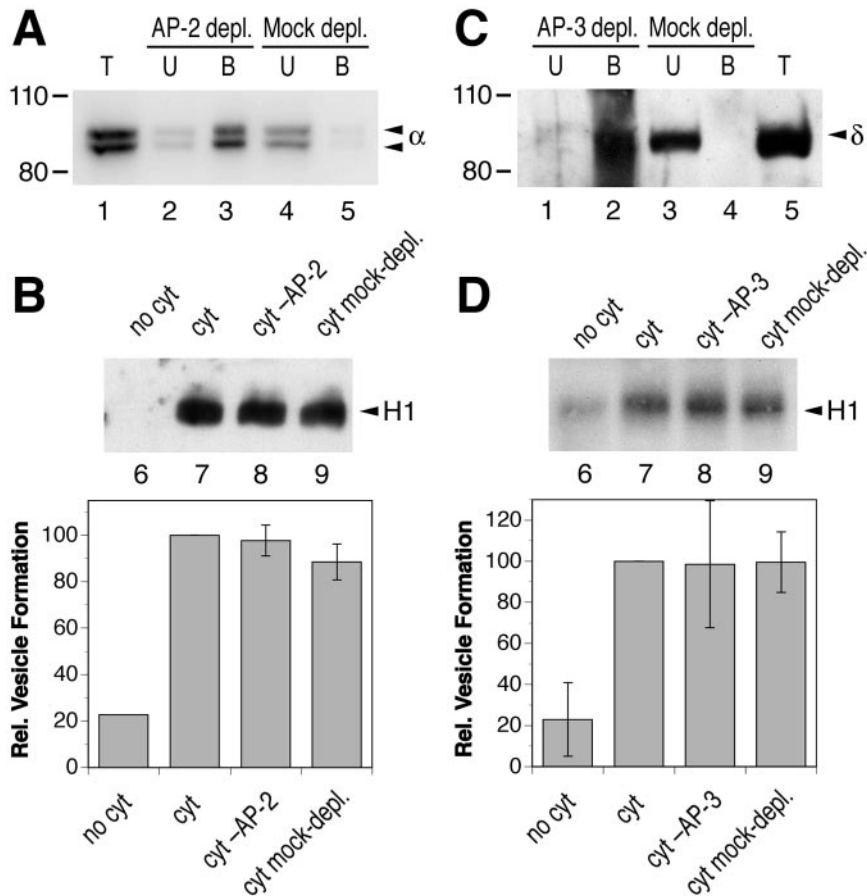 A
AP-2 depl. Mock depl.
T U B U B
110
80
α
1 2 3 4 5
B
no cyt cyt cyt –AP-2 cyt mock-depl.
H1
6 7 8 9
Rel. Vesicle Formation
100
80
60
40
20
0
no cyt cyt cyt –AP-2 cyt mock-depl.
C
AP-3 depl. Mock depl.
U B U B T
110
80
δ
1 2 3 4 5
D
no cyt cyt cyt –AP-3 cyt mock-depl.
H1
6 7 8 9
Rel. Vesicle Formation
120
100
80
60
40
20
0
no cyt cyt cyt –AP-3 cyt mock-depl.